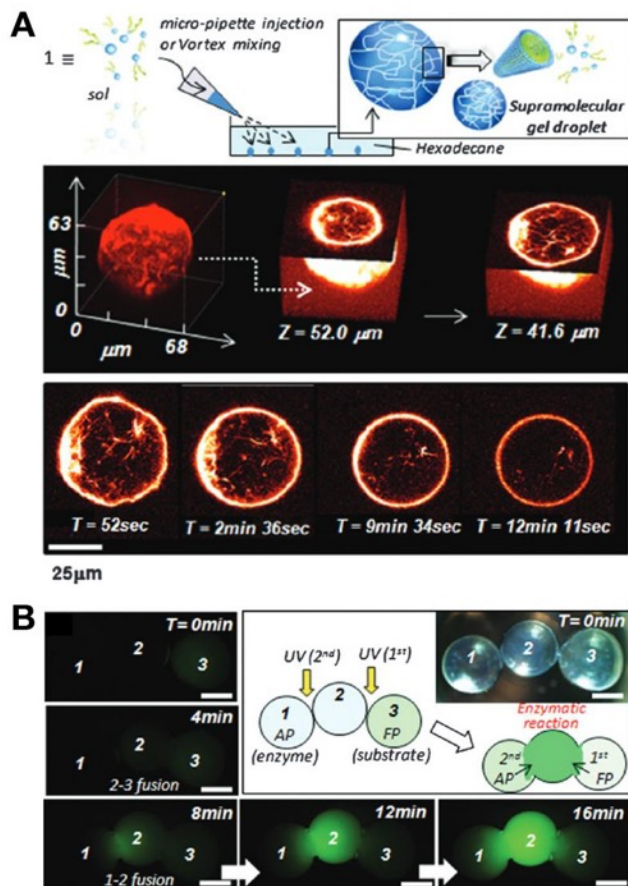 A
1 ≡
sol
micro-pipette injection
or Vortex mixing
Supramolecular
gel droplet
Hexadecane
63
μm
0
0
μm
68
Z = 52.0 μm
Z = 41.6 μm
T = 52sec
T = 2min 36sec
T = 9min 34sec
T = 12min 11sec
25μm
B
T= 0min
1
2
3
4min
1
2
3
2-3 fusion
8min
1
2
3
1-2 fusion
UV (2nd)
UV (1st)
1
2
3
AP
FP
(enzyme)
(substrate)
T= 0min
1
2
3
Enzymatic
reaction
2nd
AP
1st
FP
12min
1
2
3
16min
1
2
3